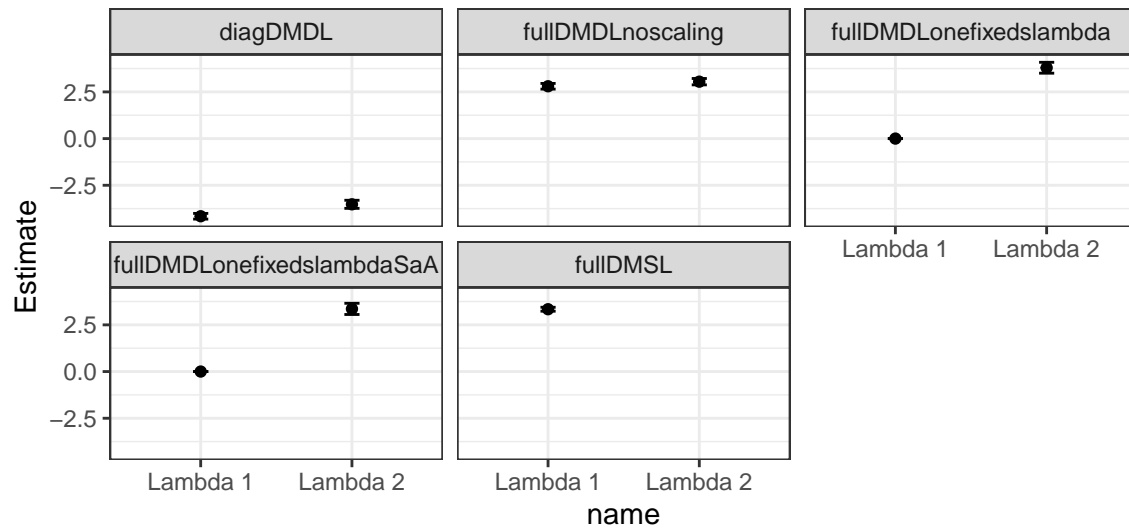 diagDMDL
fullDMDLnoscaling
fullDMDLonefixedslambda
2.5
0.0
−2.5
Lambda 1
Lambda 2
fullDMDLonefixedslambdaSaA
fullDMSL
2.5
0.0
−2.5
Lambda 1
Lambda 2
Lambda 1
Lambda 2
name
Estimate